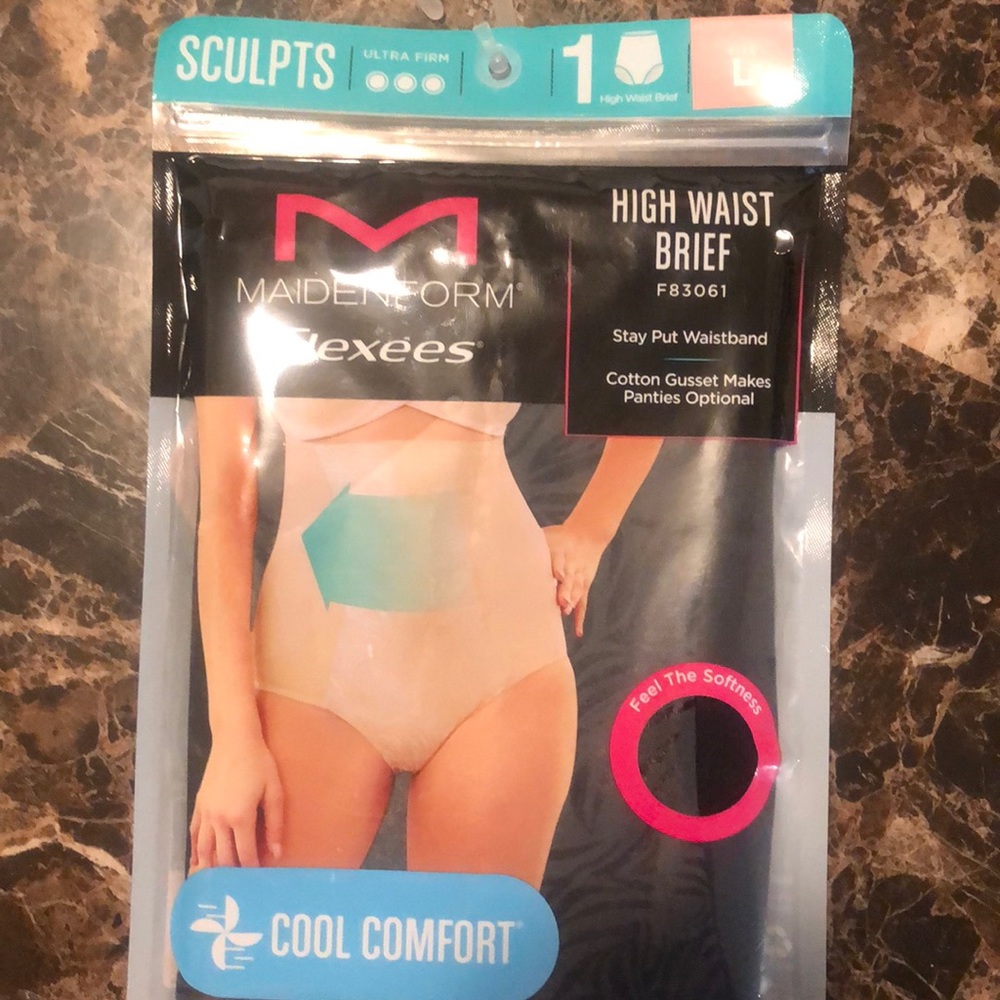 SCULPTS
ULTRA FIRM
1
High Waist Brief
L
MAIDENFORM®
Flexees®
HIGH WAIST
BRIEF
F83061
Stay Put Waistband
Cotton Gusset Makes
Panties Optional
Feel The Softness
COOL COMFORT®